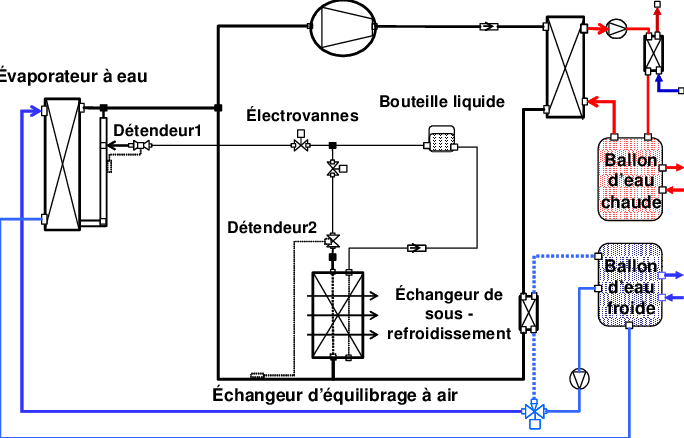 Évaporateur à eau
Électrovannes
Bouteille liquide
Détendeur1
Ballon
d'eau
chaude
Détendeur2
Échangeur de
sous -
refroidissement
Ballon
d'eau
froide
Échangeur d'équilibrage à air